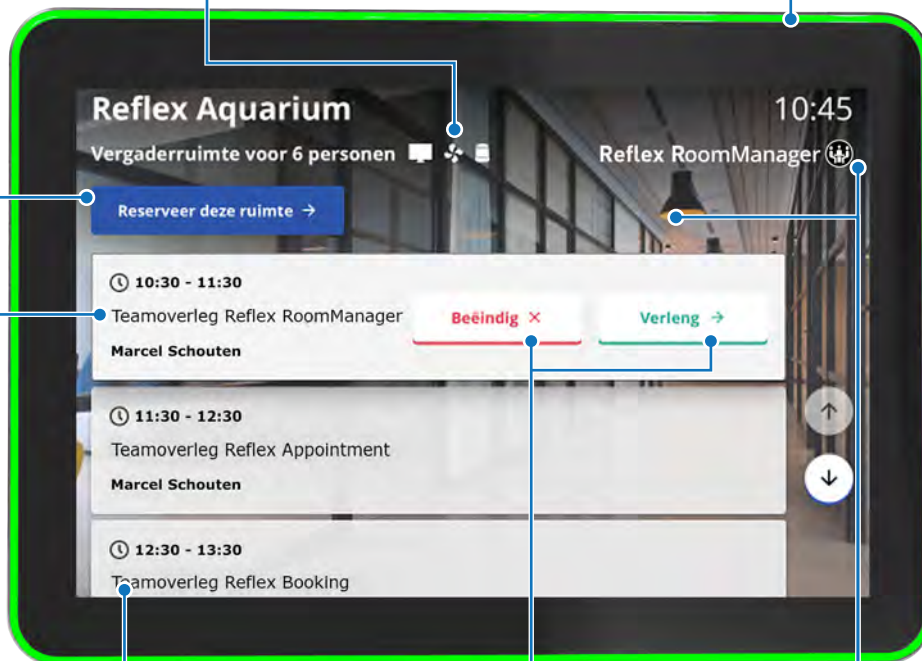 Reflex Aquarium
10:45
Vergaderruimte voor 6 personen
Reflex RoomManager
Reserveer deze ruimte →
10:30 - 11:30
Teamoverleg Reflex RoomManager
Marcel Schouten
Beëindig ×
Verleng →
11:30 - 12:30
Teamoverleg Reflex Appointment
Marcel Schouten
12:30 - 13:30
Teamoverleg Reflex Booking